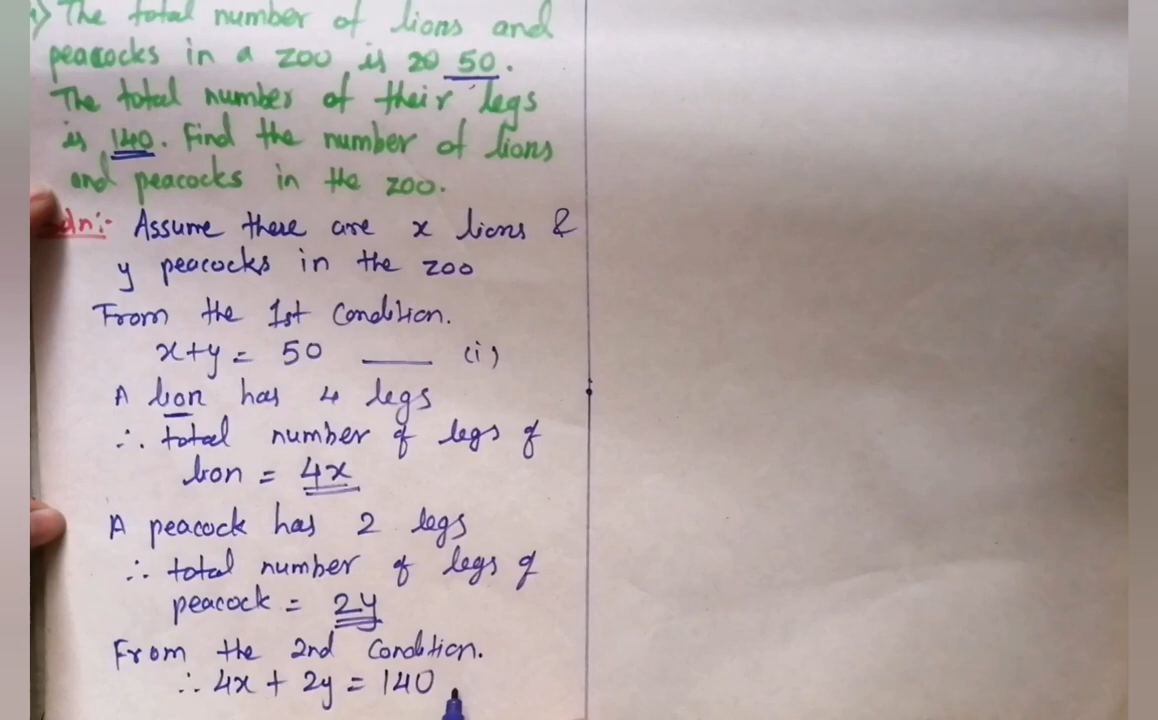 The total number of lions and
peacocks in a zoo is 20 50.
The total number of their legs
is 140. Find the number of lions
and peacocks in the zoo.
Soln:- Assume there are x lions &
y peacocks in the zoo
From the 1st condition.
x+y = 50 —— (i)
A lion has 4 legs
∴ total number of legs of
lion = 4x
A peacock has 2 legs
∴ total number of legs of
peacock = 2y
From the 2nd condition.
∴ 4x + 2y = 140